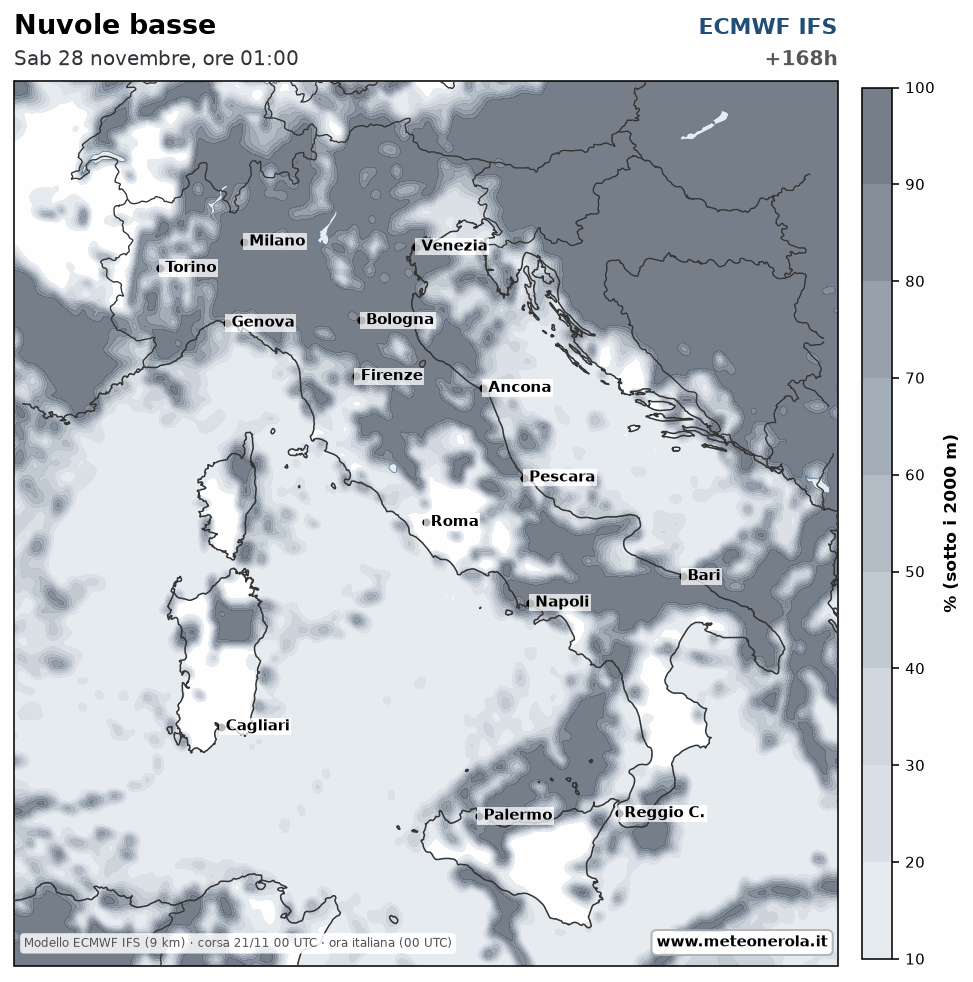 Nuvole basse
ECMWF IFS
Sab 28 novembre, ore 01:00
+168h
100
90
80
70
60
50
40
30
20
10
% (sotto i 2000 m)
Milano
Venezia
Torino
Genova
Bologna
Firenze
Ancona
Pescara
Roma
Bari
Napoli
Cagliari
Palermo
Reggio C.
Modello ECMWF IFS (9 km) · corsa 21/11 00 UTC · ora italiana (00 UTC)
www.meteonerola.it